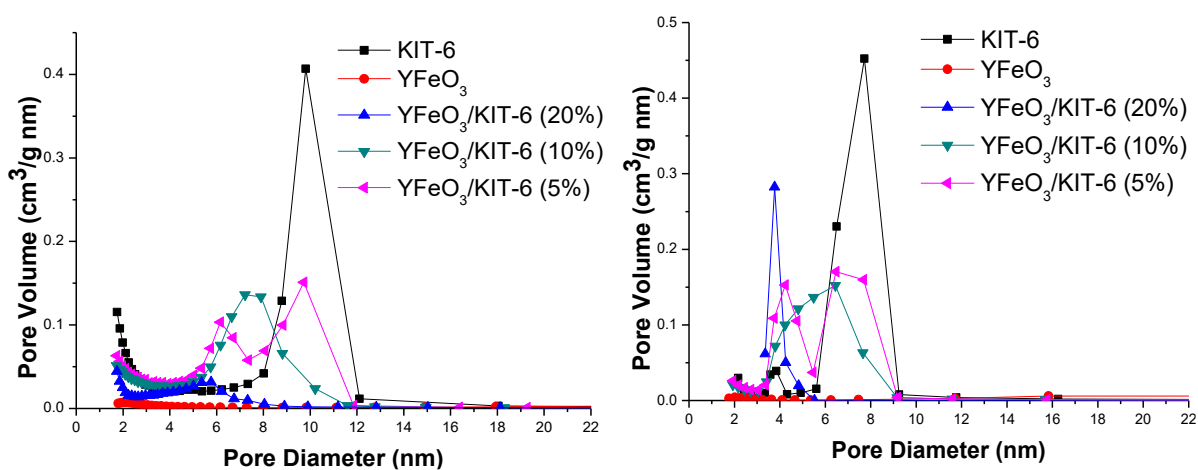 KIT-6
YFeO₃
YFeO₃/KIT-6 (20%)
YFeO₃/KIT-6 (10%)
YFeO₃/KIT-6 (5%)
Pore Volume (cm³/g nm)
0.4
0.3
0.2
0.1
0.0
0 2 4 6 8 10 12 14 16 18 20 22
Pore Diameter (nm)
KIT-6
YFeO₃
YFeO₃/KIT-6 (20%)
YFeO₃/KIT-6 (10%)
YFeO₃/KIT-6 (5%)
Pore Volume (cm³/g nm)
0.5
0.4
0.3
0.2
0.1
0.0
0 2 4 6 8 10 12 14 16 18 20 22
Pore Diameter (nm)